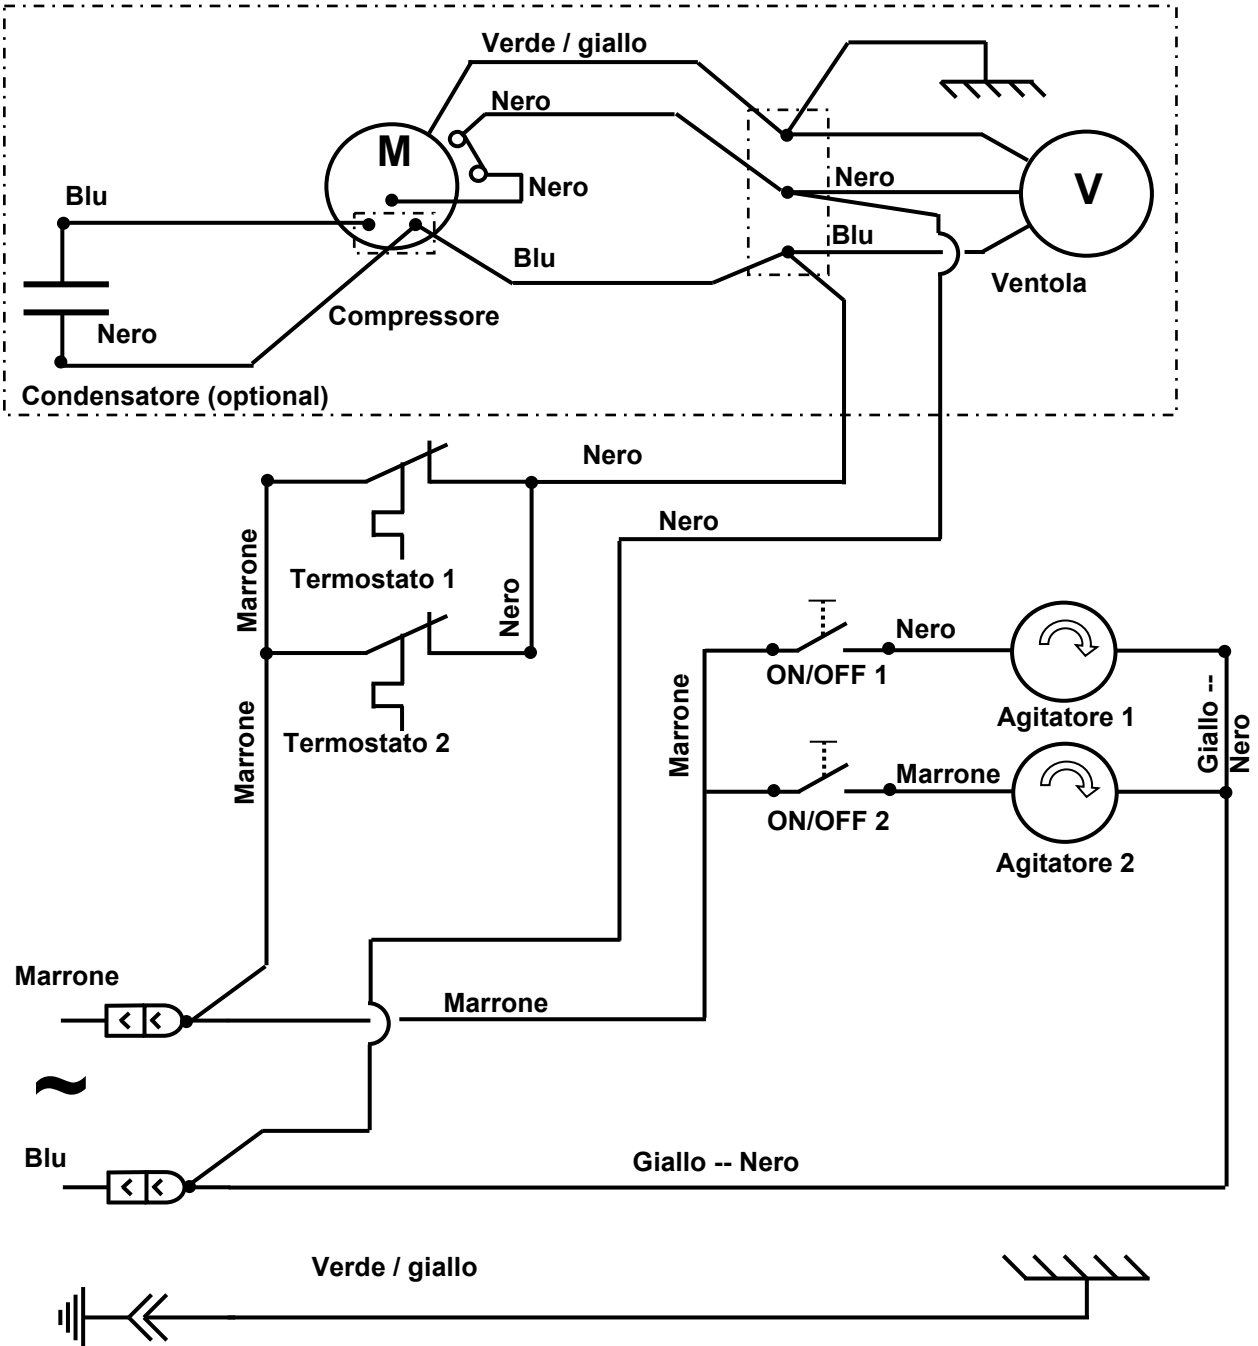 Verde / giallo
Nero
M
Nero
Nero
V
Blu
Blu
Blu
Ventola
Compressore
Nero
Condensatore (optional)
Nero
Nero
Marrone
Termostato 1
Nero
Nero
ON/OFF 1
Marrone
Agitatore 1
Giallo --
Nero
Marrone
Termostato 2
Marrone
ON/OFF 2
Agitatore 2
Marrone
Marrone
~
Blu
Giallo -- Nero
Verde / giallo